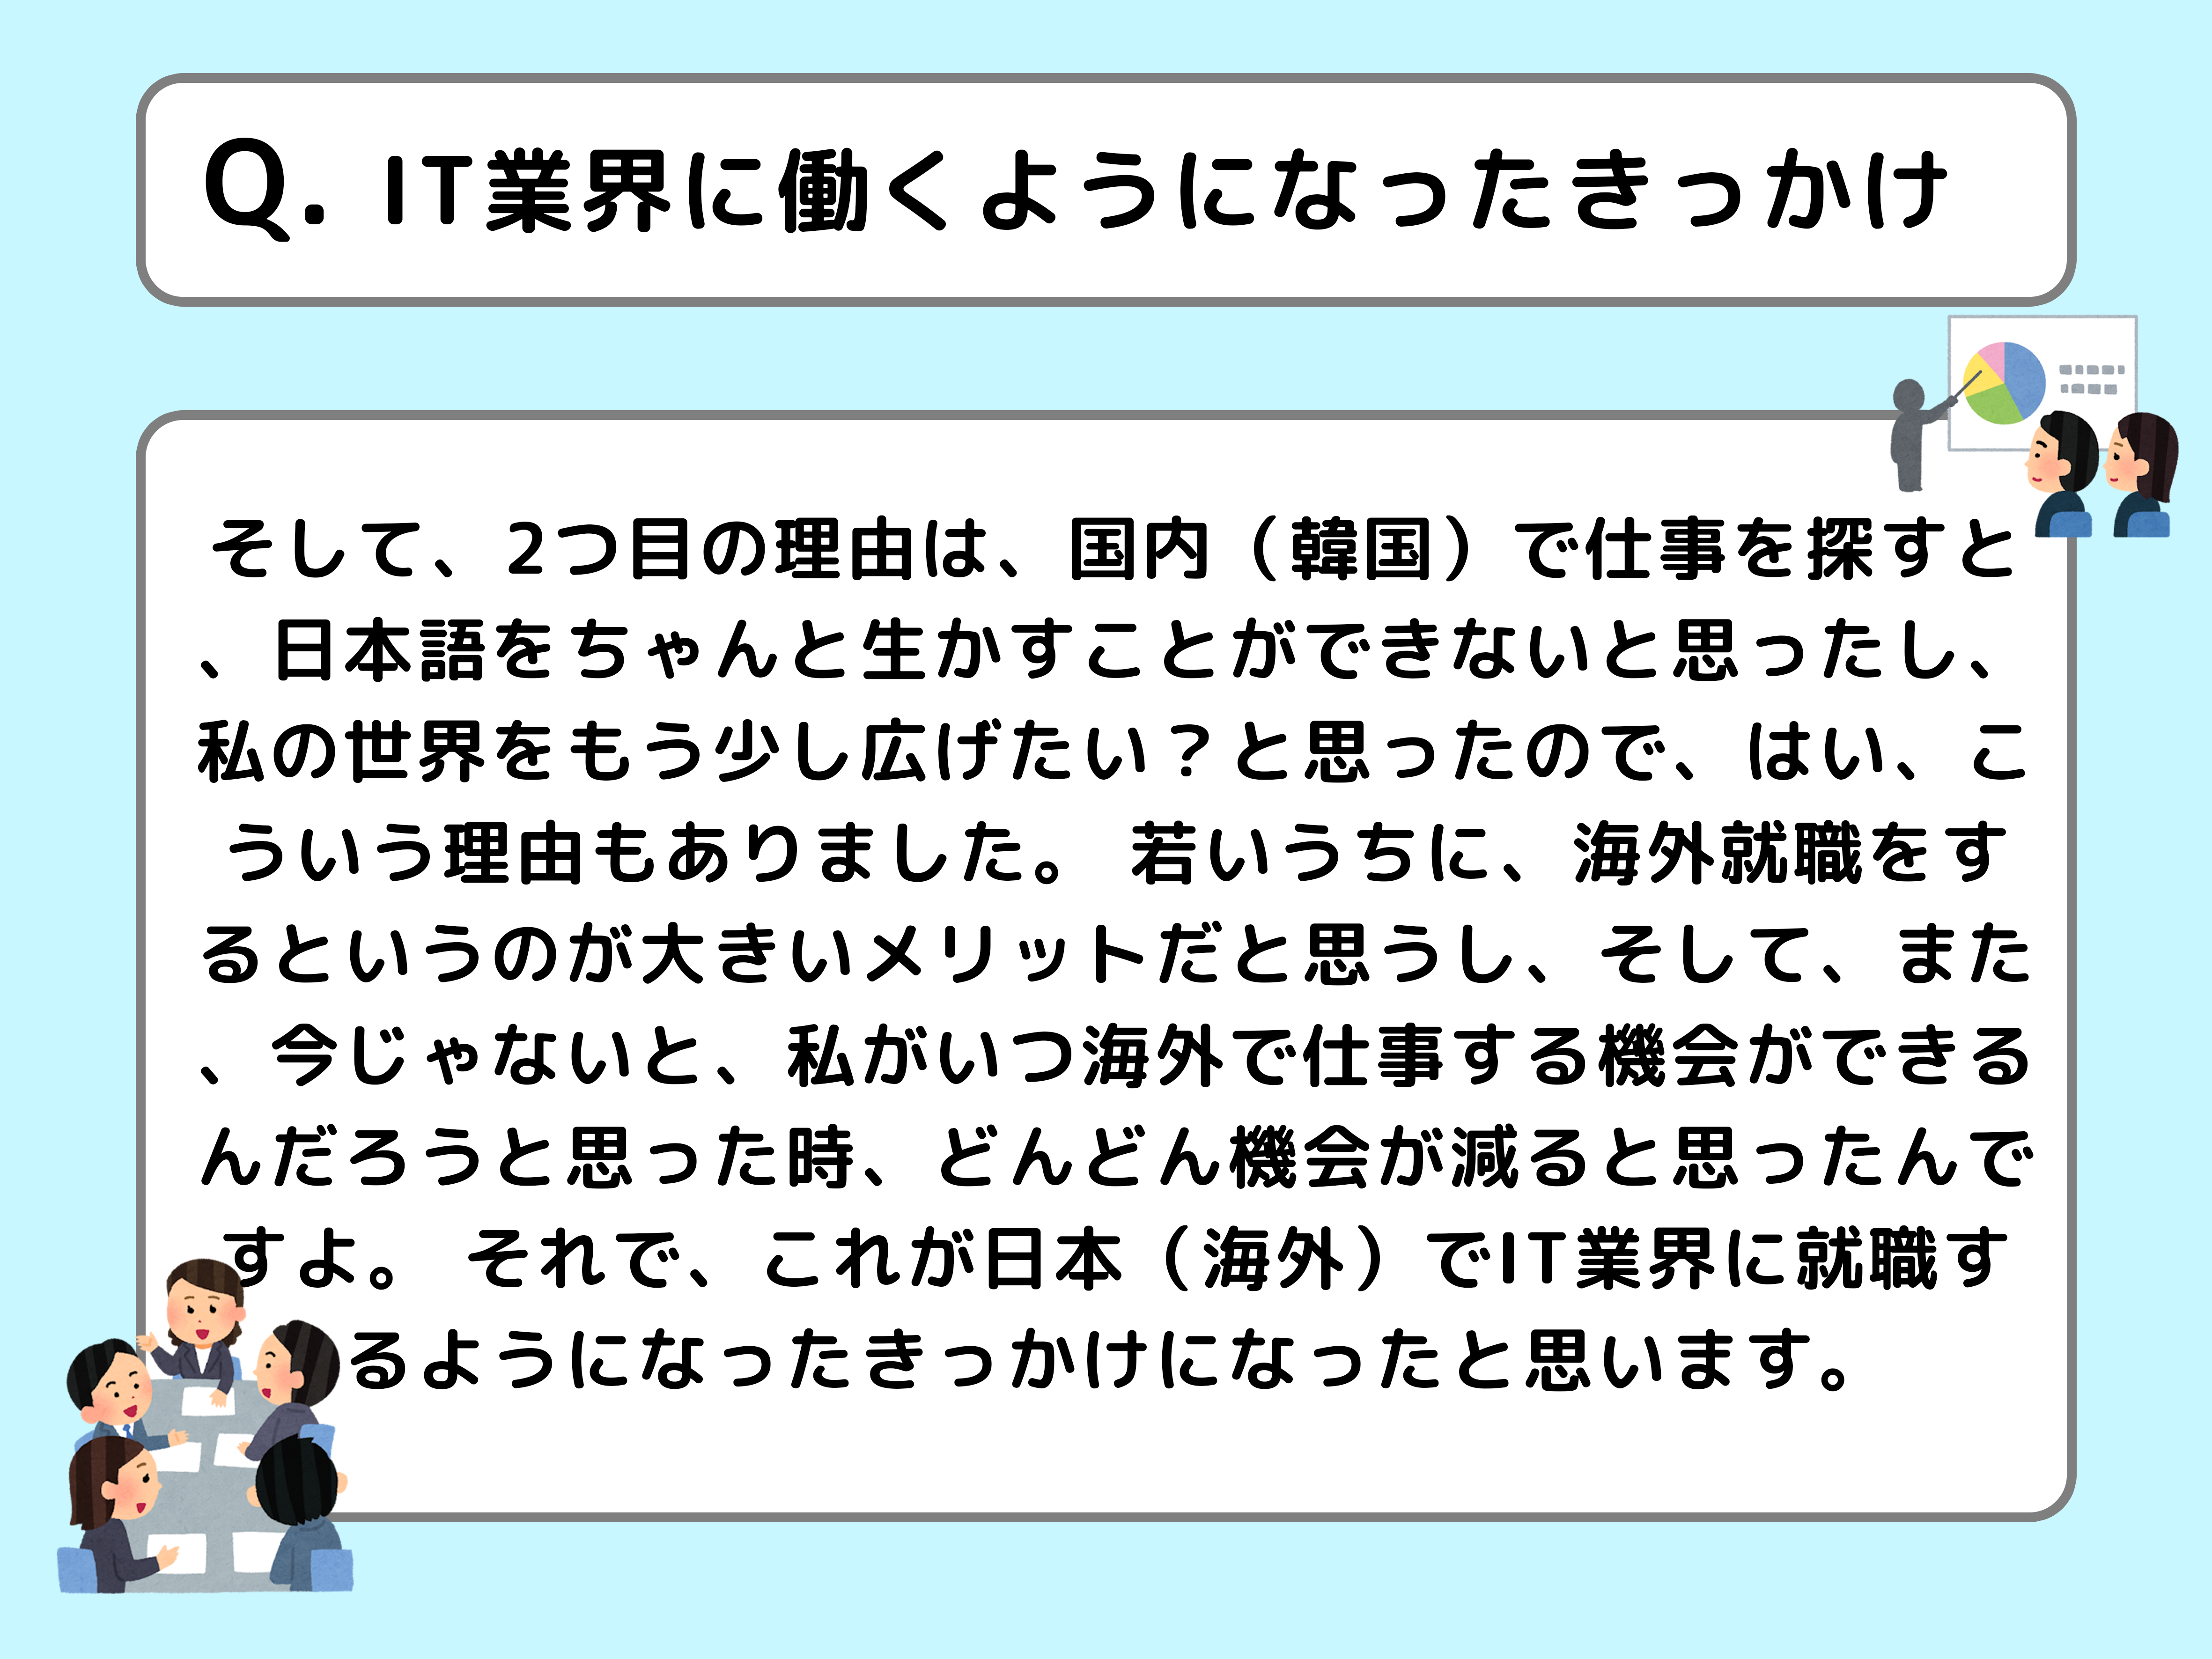 Q. IT業界に働くようになったきっかけ
そして、2つ目の理由は、国内（韓国）で仕事を探すと
、日本語をちゃんと生かすことができないと思ったし、
私の世界をもう少し広げたい？と思ったので、はい、こ
ういう理由もありました。 若いうちに、海外就職をす
るというのが大きいメリットだと思うし、そして、また
、今じゃないと、私がいつ海外で仕事する機会ができる
んだろうと思った時、どんどん機会が減ると思ったんで
すよ。 それで、これが日本（海外）でIT業界に就職す
るようになったきっかけになったと思います。